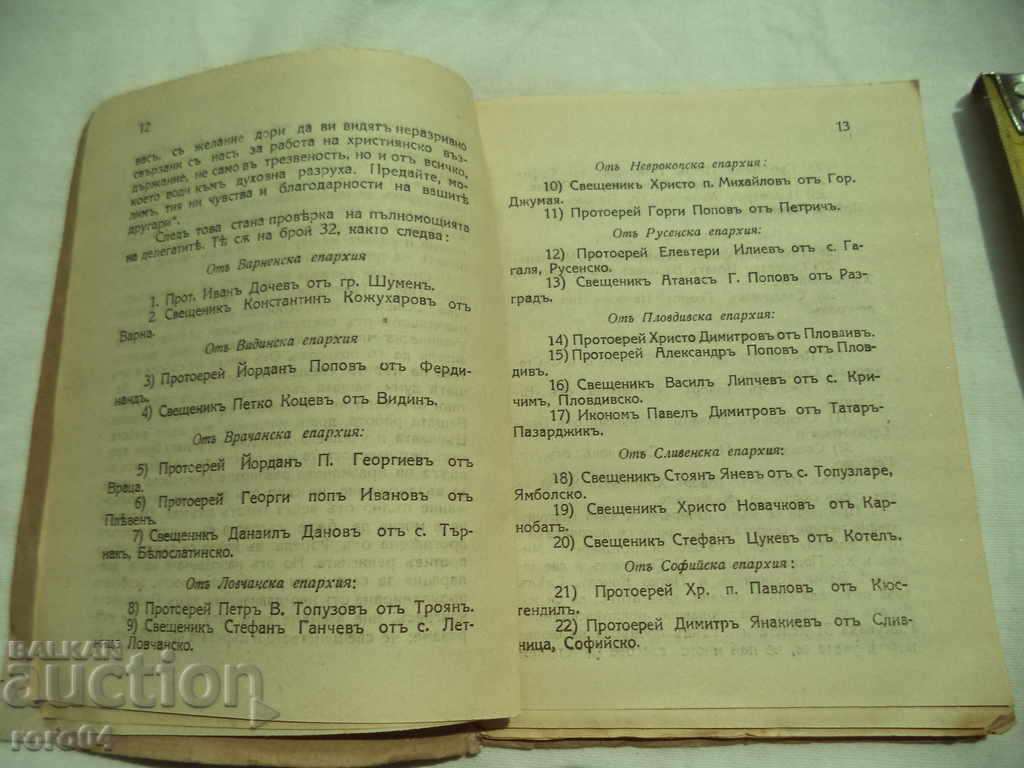 12
васъ, съ желание дори да ви видятъ неразривно
свързани съ насъ за работа на християнско въз-
държание, не само въ трезвеность, но и отъ всичко,
което води къмъ духовна разруха. Предайте, мо-
лимъ, тия ни чувства и благодарности на вашитѣ
другари“.
Следъ това стана провѣрка на пълномощията
на делегатитѣ. Тѣ сѫ на брой 32, както следва:
Отъ Варненска епархия
1. Прот. Иванъ Дочевъ отъ гр. Шуменъ.
2 Свещеникъ Константинъ Кожухаровъ отъ
Варна.
Отъ Вадинска епархия
3) Протоерей Йорданъ Поповъ отъ Ферди-
нандъ.
4) Свещеникъ Петко Коцевъ отъ Видинъ.
Отъ Врачанска епархия:
5) Протоерей Йорданъ П. Георгиевъ отъ
Враца.
6) Протоерей Георги попъ Ивановъ отъ
Плѣвенъ.
7) Свещеникъ Данаилъ Дановъ отъ с. Тър-
накъ, Бѣлослатинско.
Отъ Ловчанска епархия:
8) Протоерей Петръ В. Топузовъ отъ Троянъ.
9) Свещеникъ Стефанъ Ганчевъ отъ с. Лет-
Ловчанско.
13
Отъ Неврокопска епархия:
10) Свещеникъ Христо п. Михайловъ от Гор.
Джумая.
11) Протоерей Горги Поповъ отъ Петричъ.
Отъ Русенска епархия:
12) Протоерей Елевтери Илиевъ отъ с. Га-
галя, Русенско.
13) Свещеникъ Атанасъ Г. Поповъ отъ Раз-
градъ.
Отъ Пловдивска епархия:
14) Протоерей Христо Димитровъ отъ Пловдивъ.
15) Протоерей Александръ Поповъ отъ Плов-
дивъ.
16) Свещеникъ Василъ Липчевъ отъ с. Кри-
чимъ, Пловдивско.
17) Икономъ Павелъ Димитровъ отъ Татаръ-
Пазарджикъ.
Отъ Сливенска епархия:
18) Свещеникъ Стоянъ Яневъ отъ с. Топузларе,
Ямболско.
19) Свещеникъ Христо Новачковъ отъ Кар-
нобатъ.
20) Свещеникъ Стефанъ Цукевъ отъ Котелъ.
Отъ Софийска епархия:
21) Протоерей Хр. п. Павловъ отъ Кюс-
тендилъ.
22) Протоерей Димитръ Янакиевъ отъ Слив-
ница, Софийско.
BALKAN
auction
roro04